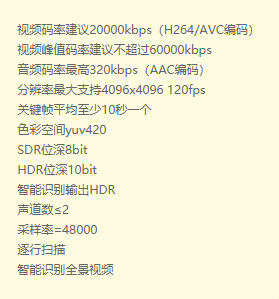 视频码率建议20000kbps（H264/AVC编码）
视频峰值码率建议不超过60000kbps
音频码率最高320kbps（AAC编码）
分辨率最大支持4096x4096 120fps
关键帧平均至少10秒一个
色彩空间yuv420
SDR位深8bit
HDR位深10bit
智能识别输出HDR
声道数≤2
采样率=48000
逐行扫描
智能识别全景视频